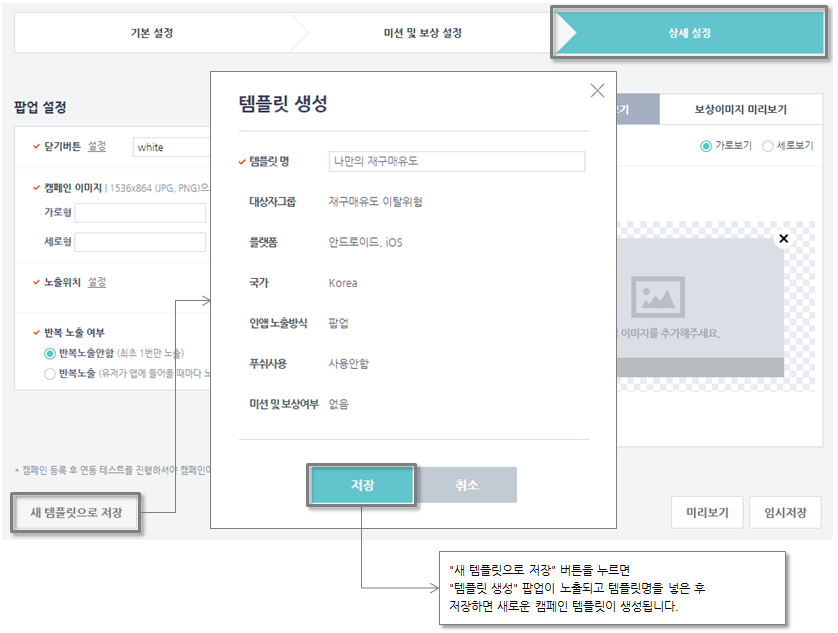 기본 설정
미션 및 보상 설정
상세 설정
팝업 설정
닫기버튼 설정 white
캠페인 이미지 | 1536x864 (JPG, PNG)으
가로형
세로형
노출위치 설정
반복 노출 여부
반복노출안함 (최초 1번만 노출)
반복노출 (유저가 앱에 들어올 때마다 노
* 캠페인 등록 후 연동 테스트를 진행하셔야 캠페인이
새 템플릿으로 저장
템플릿 생성
템플릿 명 나만의 재구매유도
대상자그룹 재구매유도 이탈위험
플랫폼 안드로이드, iOS
국가 Korea
인앱 노출방식 팝업
푸쉬사용 사용안함
미션 및 보상여부 없음
저장
취소
보상이미지 미리보기
가로보기 세로보기
이미지를 추가해주세요.
미리보기
임시저장
"새 템플릿으로 저장" 버튼을 누르면
"템플릿 생성" 팝업이 노출되고 템플릿명을 넣은 후
저장하면 새로운 캠페인 템플릿이 생성됩니다.